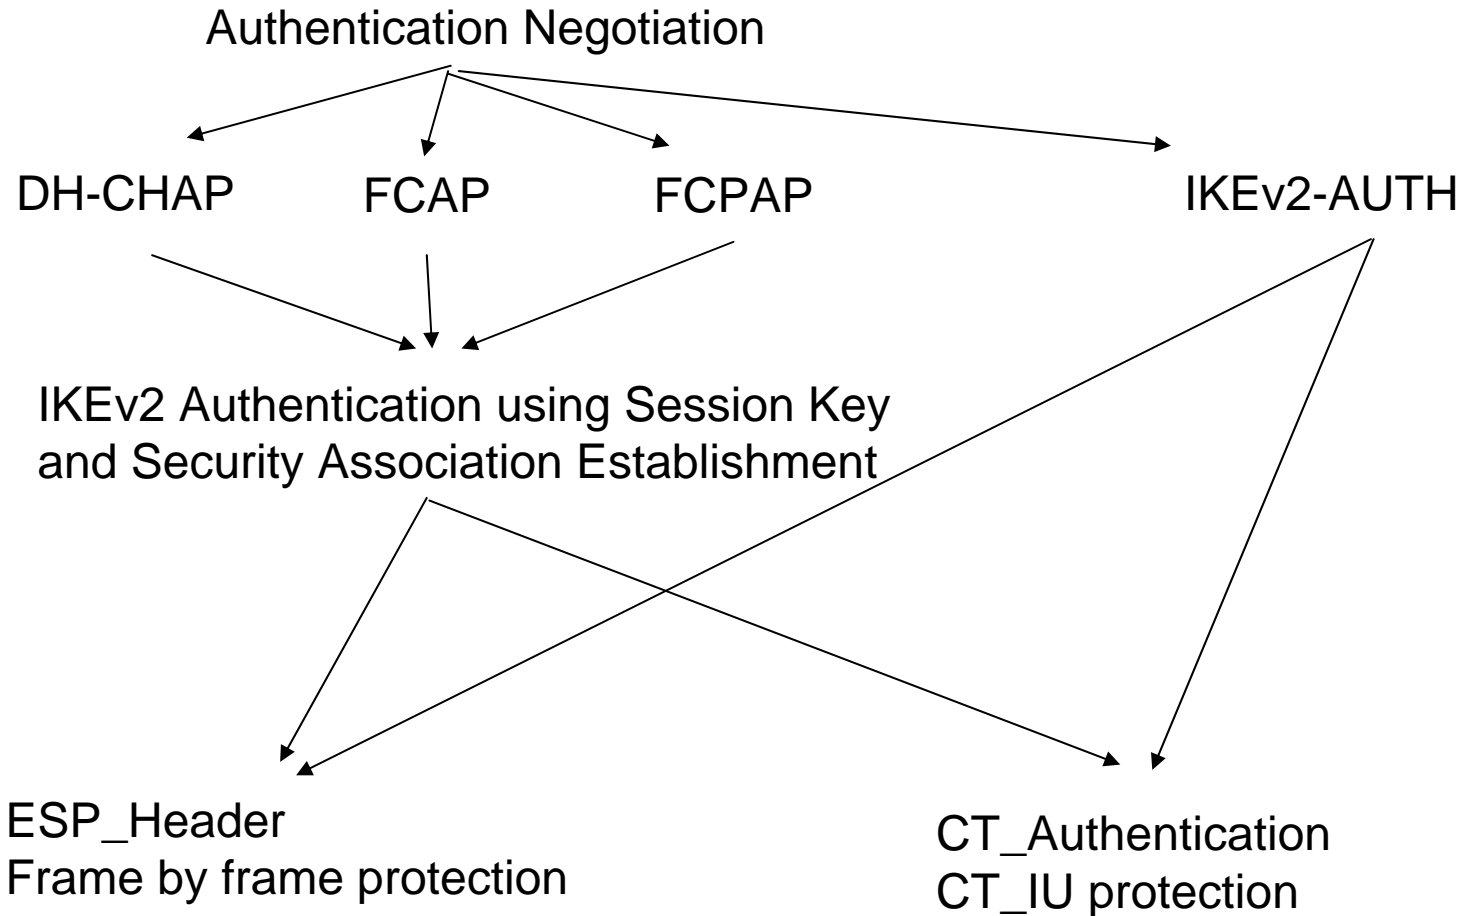 Authentication Negotiation
DH-CHAP
FCAP
FCPAP
IKEv2-AUTH
IKEv2 Authentication using Session Key
and Security Association Establishment
ESP_Header
Frame by frame protection
CT_Authentication
CT_IU protection